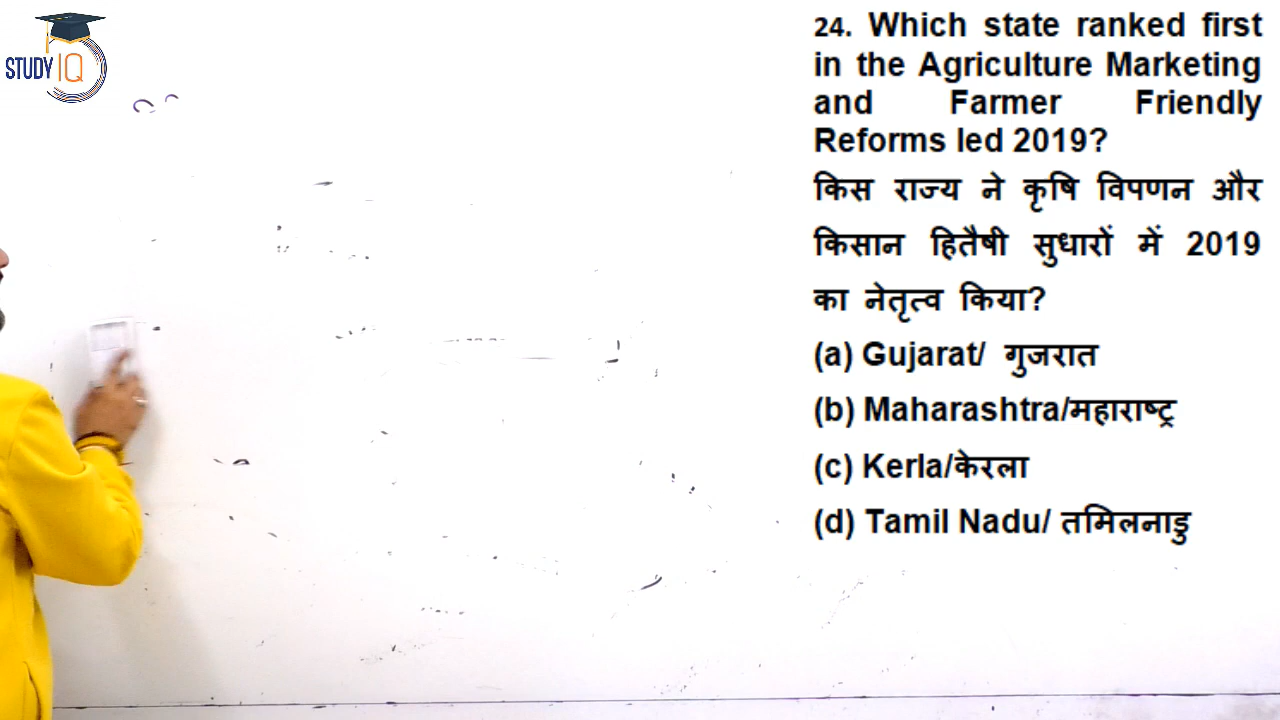 STUDY IQ
24. Which state ranked first
in the Agriculture Marketing
and Farmer Friendly
Reforms led 2019?
किस राज्य ने कृषि विपणन और
किसान हितैषी सुधारों में 2019
का नेतृत्व किया?
(a) Gujarat/ गुजरात
(b) Maharashtra/महाराष्ट्र
(c) Kerla/केरला
(d) Tamil Nadu/ तमिलनाडु